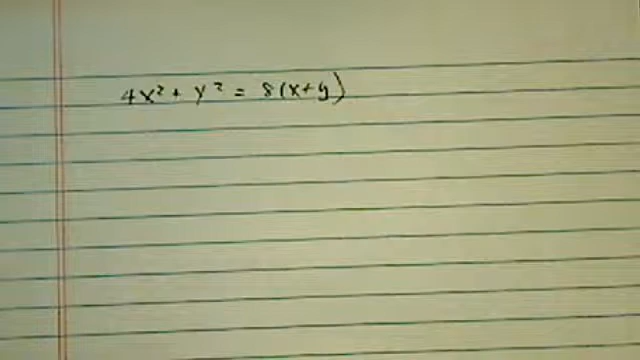 4x² + y² = 8(x+y)